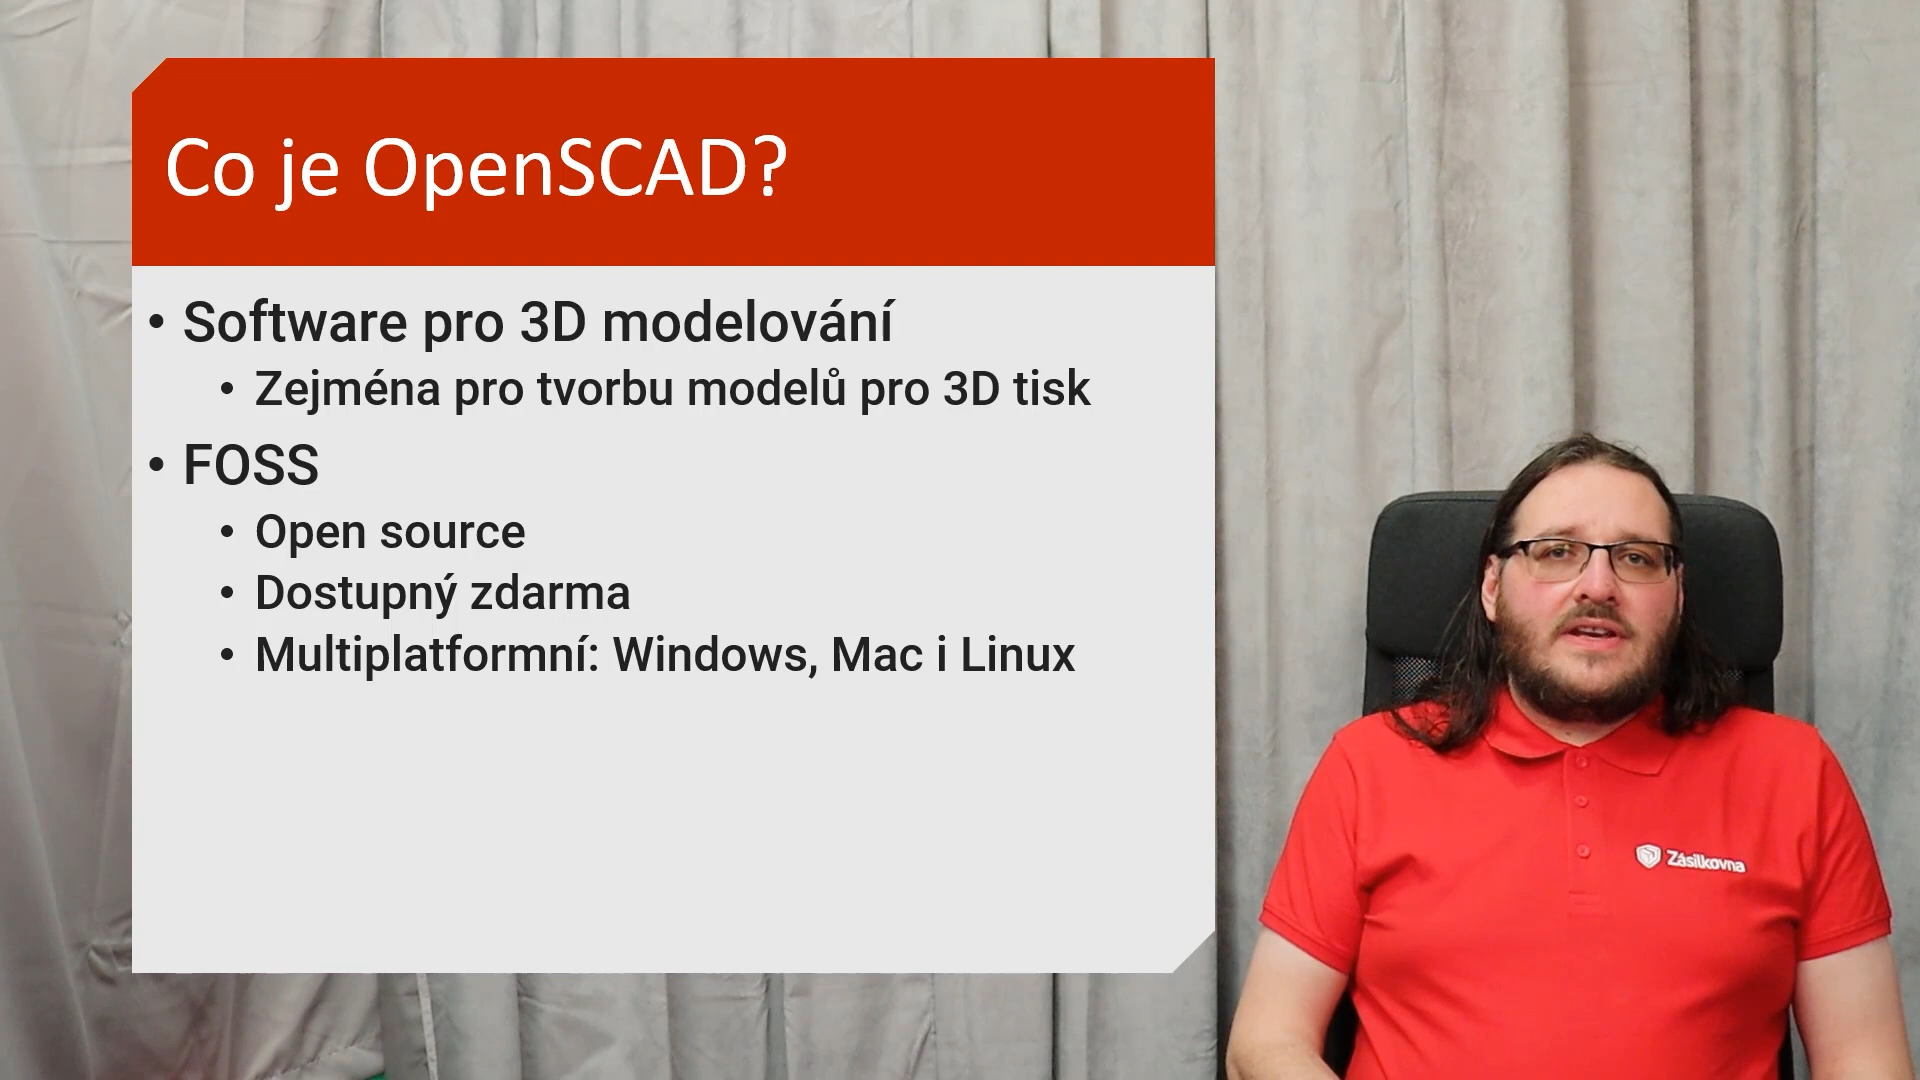 Co je OpenSCAD?
• Software pro 3D modelování
• Zejména pro tvorbu modelů pro 3D tisk
• FOSS
• Open source
• Dostupný zdarma
• Multiplatformní: Windows, Mac i Linux
Zásilkovna